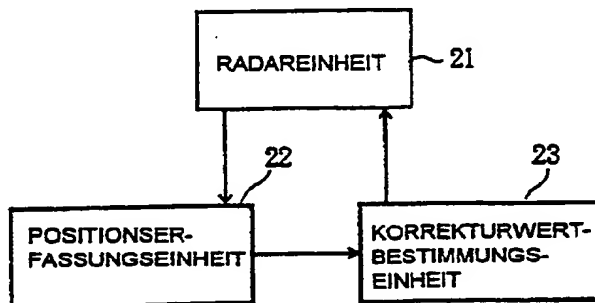 RADAREINHEIT
21
22
23
POSITIONSER-
FASSUNGSEINHEIT
KORREKTURWERT-
BESTIMMUNGS-
EINHEIT